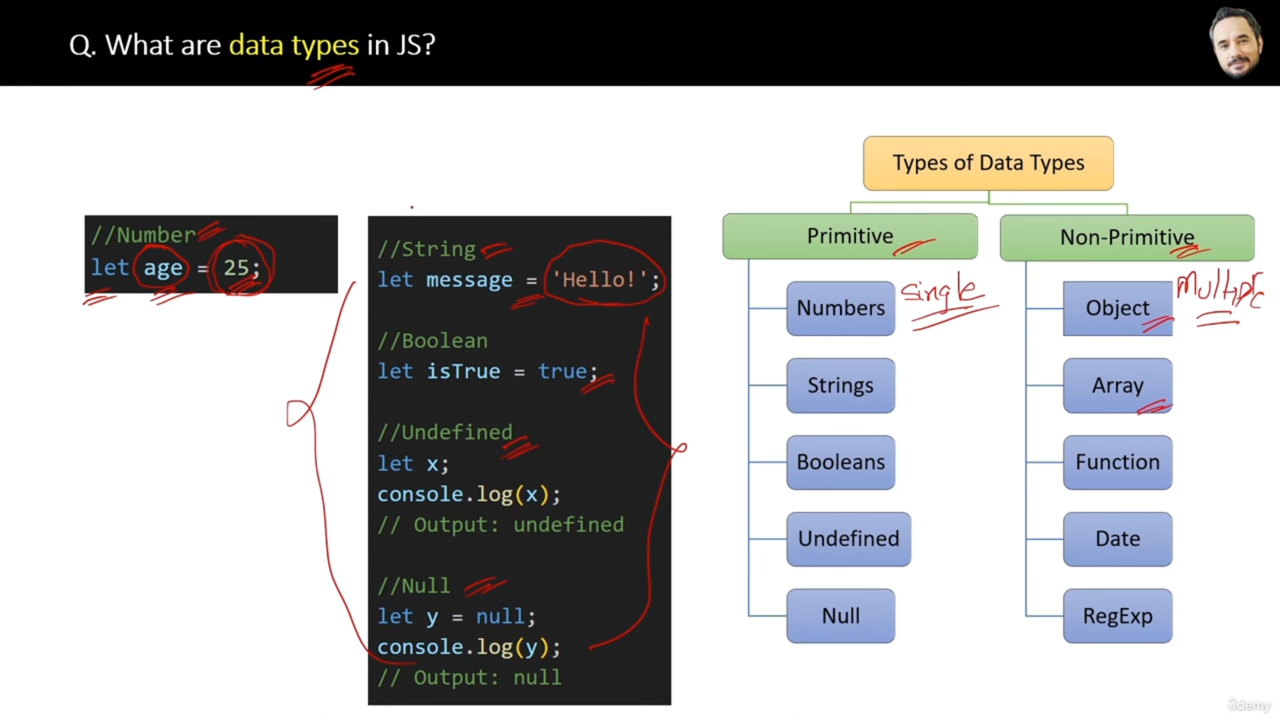 Q. What are data types in JS?
//Number
let age = 25;
//String
let message = 'Hello!';
//Boolean
let isTrue = true;
//Undefined
let x;
console.log(x);
// Output: undefined
//Null
let y = null;
console.log(y);
// Output: null
Types of Data Types
Primitive
Numbers
single
Strings
Booleans
Undefined
Null
Non-Primitive
Object
Array
Function
Date
RegExp
ûdemy